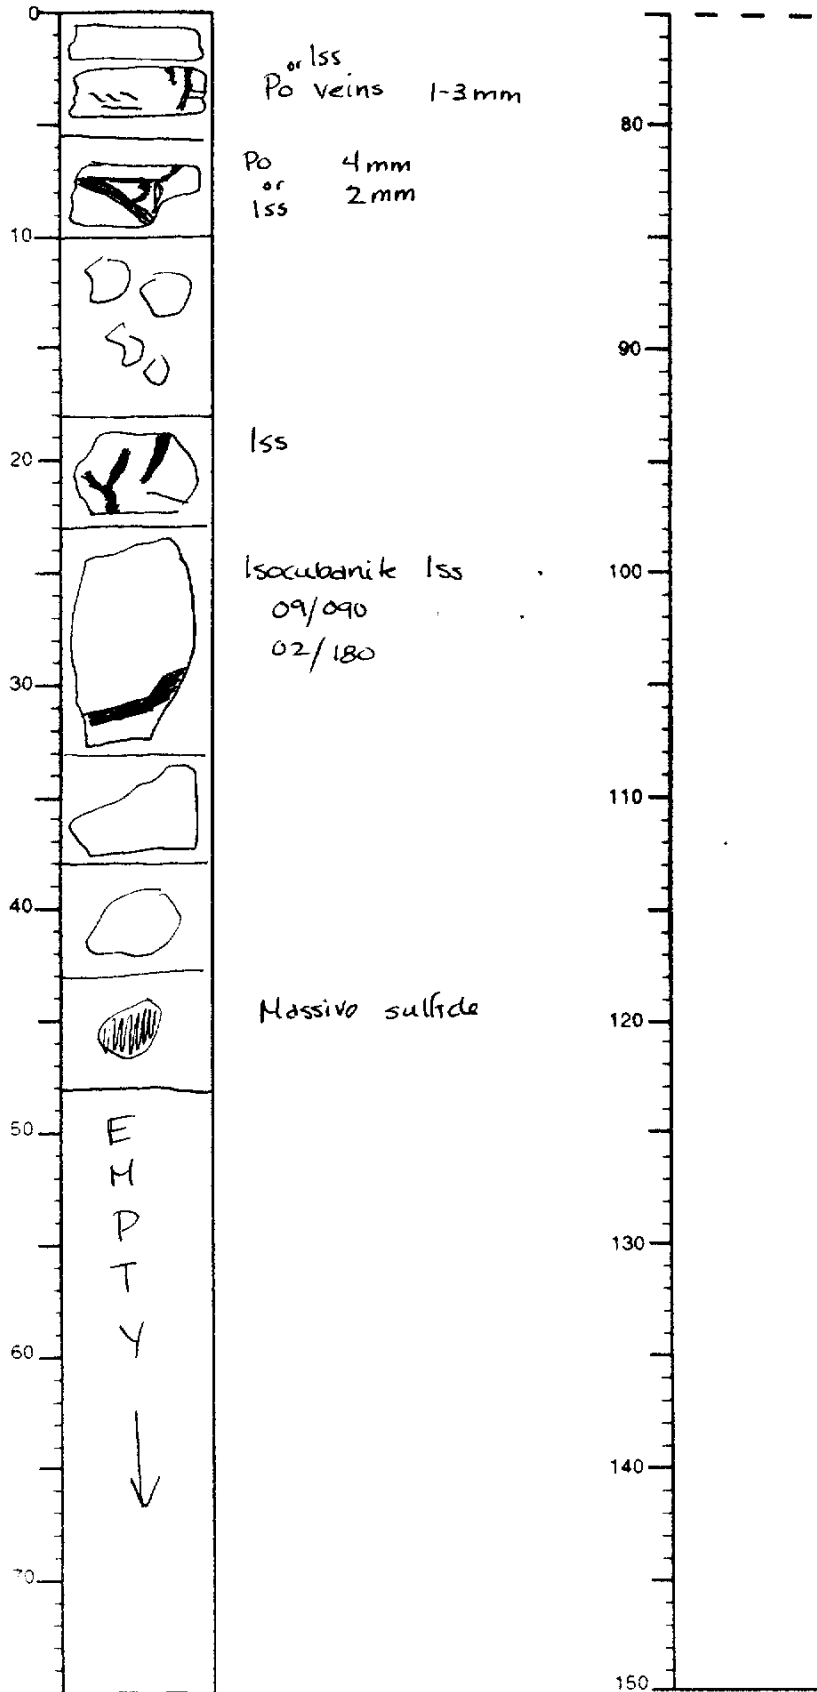 0
or Iss
Po veins 1-3mm
Po 4mm
or
Iss 2mm
10
20
Iss
Isocubanite Iss
09/090
02/180
30
40
Massive sulfide
50
E
M
P
T
Y
60
70
80
90
100
110
120
130
140
150